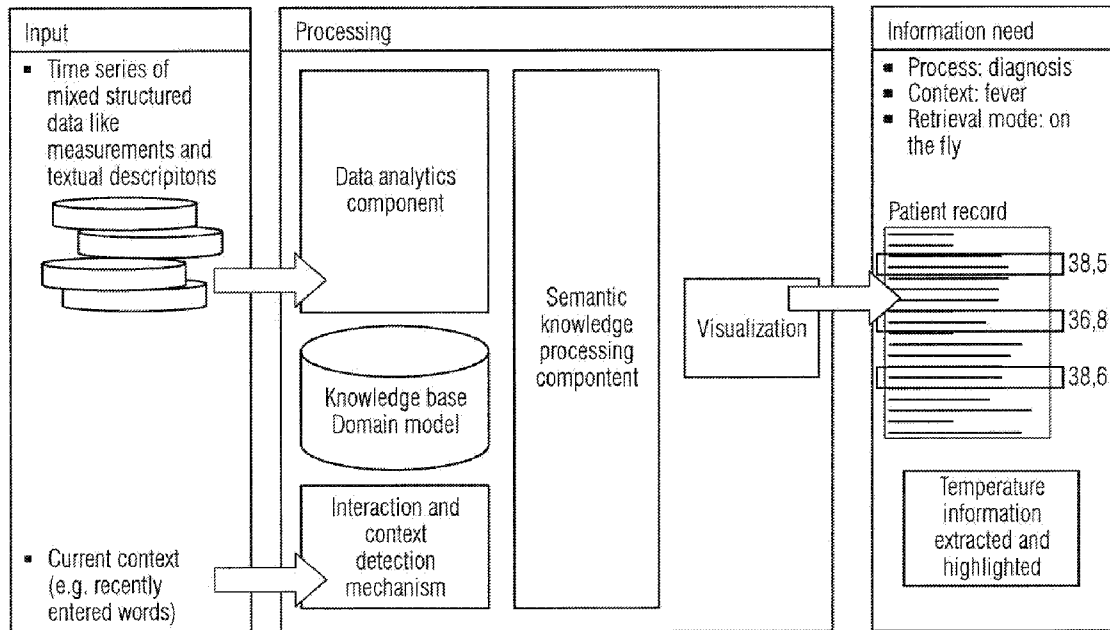 Input
▪ Time series of
mixed structured
data like
measurements and
textual descripitons
▪ Current context
(e.g. recently
entered words)
Processing
Data analytics
component
Knowledge base
Domain model
Interaction and
context
detection
mechanism
Semantic
knowledge
processing
compontent
Visualization
Information need
▪ Process: diagnosis
▪ Context: fever
▪ Retrieval mode: on
the fly
Patient record
38,5
36,8
38,6
Temperature
information
extracted and
highlighted